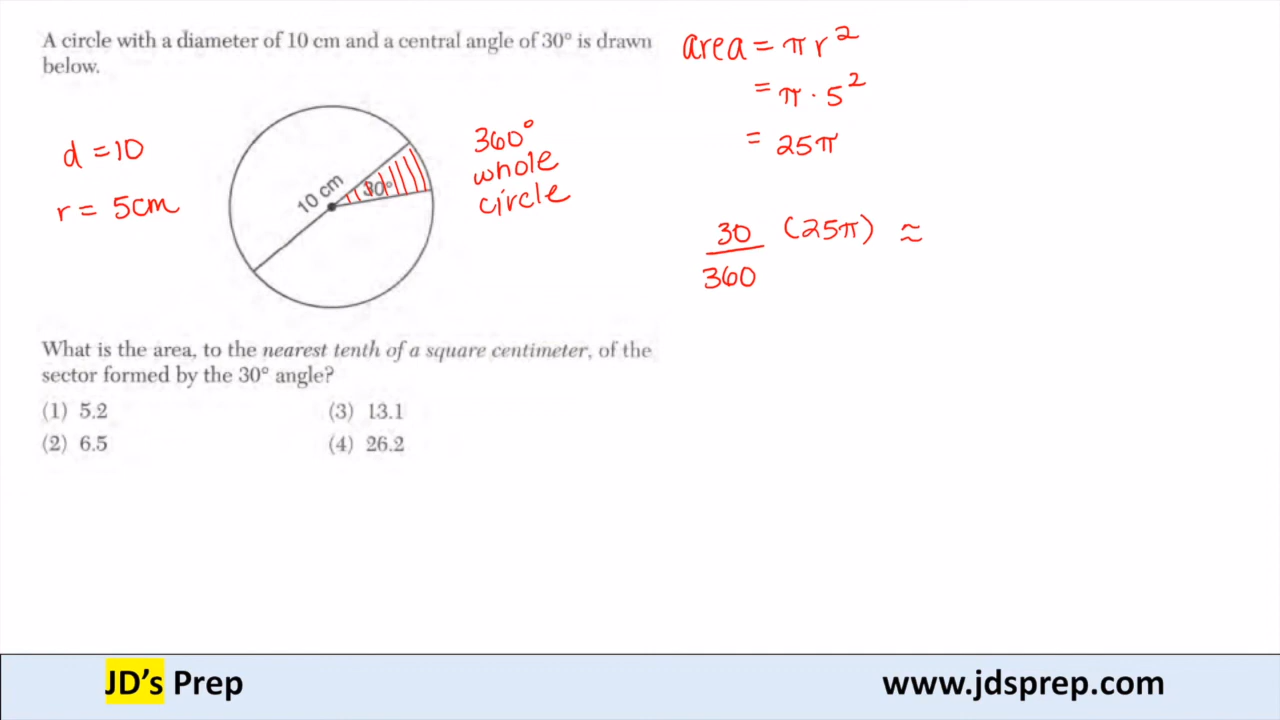 A circle with a diameter of 10 cm and a central angle of 30° is drawn
below.
d = 10
r = 5cm
10 cm
30°
360°
whole
circle
area = πr²
= π · 5²
= 25π
30/360 (25π) ≈
What is the area, to the nearest tenth of a square centimeter, of the
sector formed by the 30° angle?
(1) 5.2 (3) 13.1
(2) 6.5 (4) 26.2
JD's Prep www.jdsprep.com